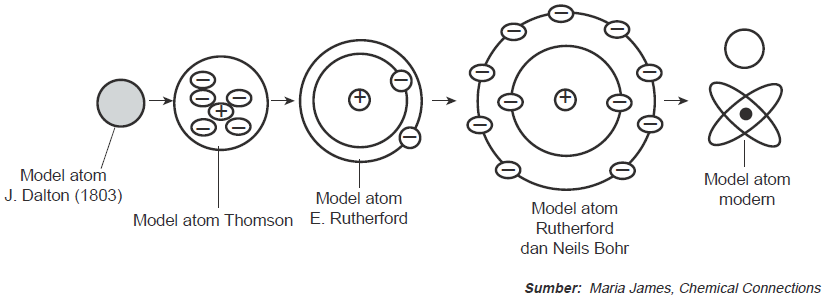 Model atom
J. Dalton (1803)
Model atom Thomson
Model atom
E. Rutherford
Model atom
Rutherford
dan Neils Bohr
Model atom
modern
Sumber: Maria James, Chemical Connections